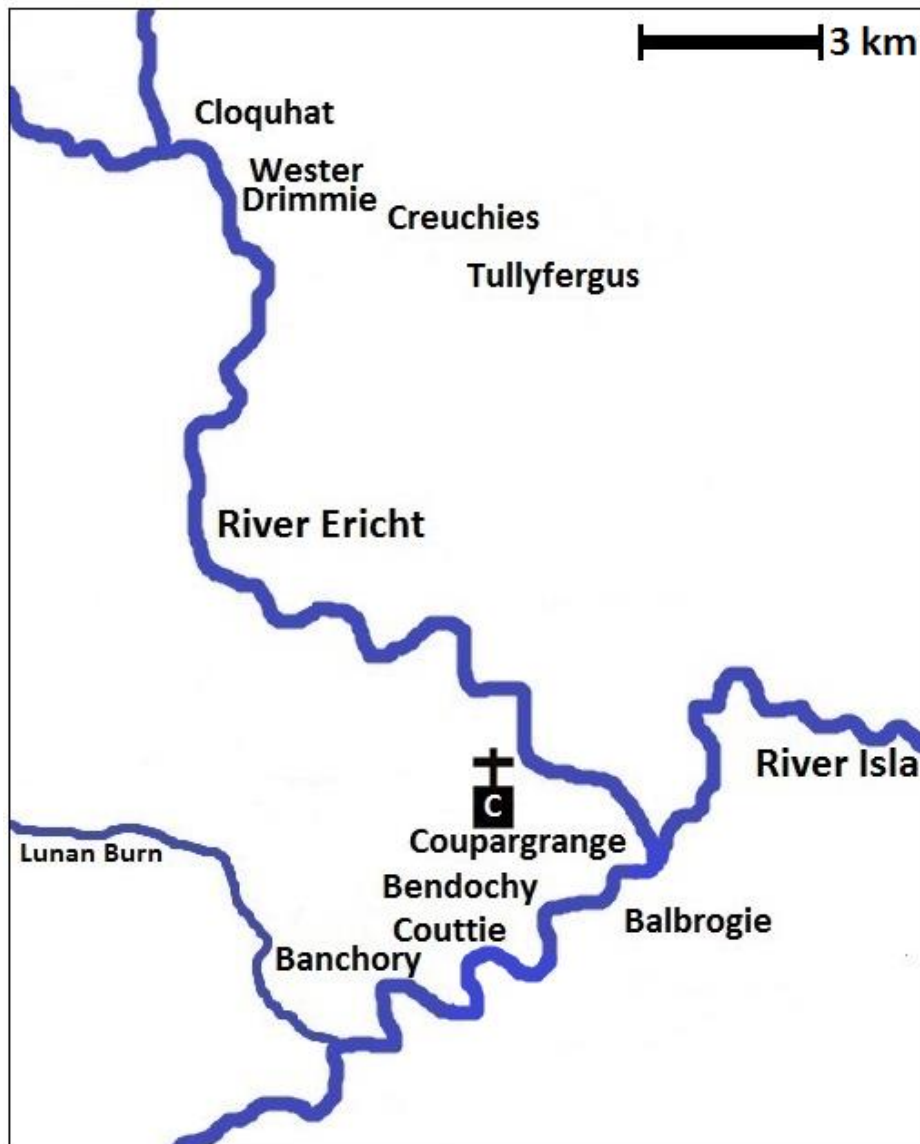 3 km
Cloquhat
Wester
Drimmie
Creuchies
Tullyfergus
River Ericht
River Isla
C
Coupargrange
Lunan Burn
Bendochy
Balbrogie
Couttie
Banchory